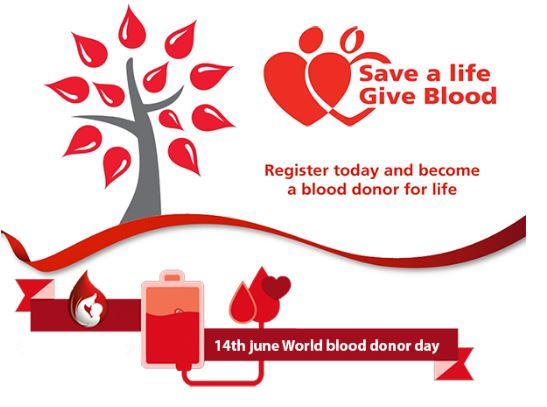 Save a life
Give Blood
Register today and become
a blood donor for life
14th june World blood donor day